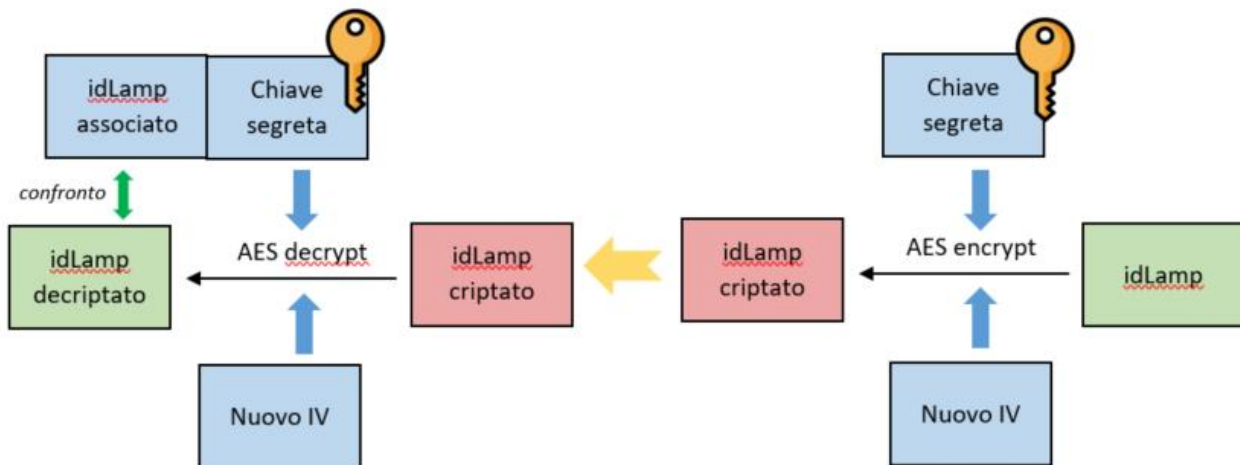 idLamp
associato
Chiave
segreta
Chiave
segreta
confronto
idLamp
decriptato
AES decrypt
idLamp
criptato
idLamp
criptato
AES encrypt
idLamp
Nuovo IV
Nuovo IV